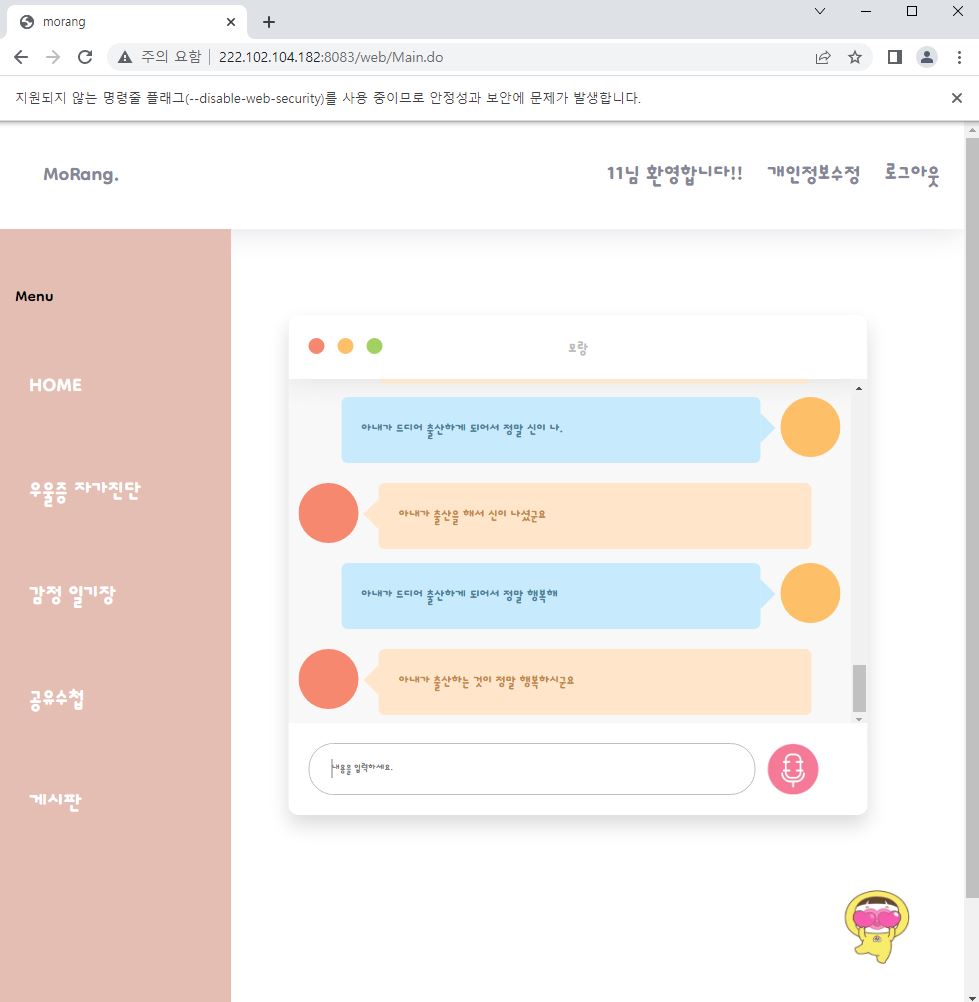 morang
주의 요함
222.102.104.182:8083/web/Main.do
지원되지 않는 명령줄 플래그(--disable-web-security)를 사용 중이므로 안정성과 보안에 문제가 발생합니다.
MoRang.
11님 환영합니다!! 개인정보수정 로그아웃
Menu
HOME
우울증 자가진단
감정 일기장
공유수첩
게시판
모랑
아내가 드디어 출산하게 되어서 정말 신이 나.
아내가 출산을 해서 신이 나셨군요
아내가 드디어 출산하게 되어서 정말 행복해
아내가 출산하는 것이 정말 행복하시군요
내용을 입력하세요.